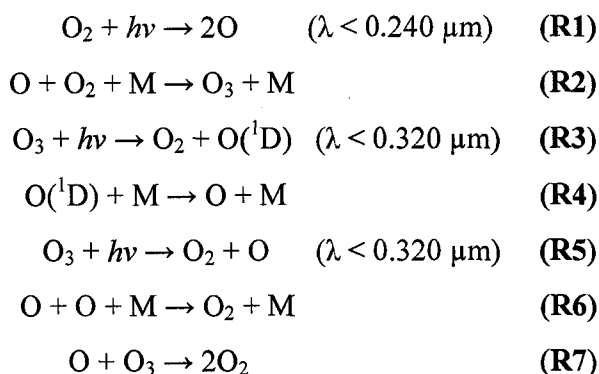 O₂ + hν → 2O (λ < 0.240 μm) (R1)
O + O₂ + M → O₃ + M (R2)
O₃ + hν → O₂ + O(¹D) (λ < 0.320 μm) (R3)
O(¹D) + M → O + M (R4)
O₃ + hν → O₂ + O (λ < 0.320 μm) (R5)
O + O + M → O₂ + M (R6)
O + O₃ → 2O₂ (R7)